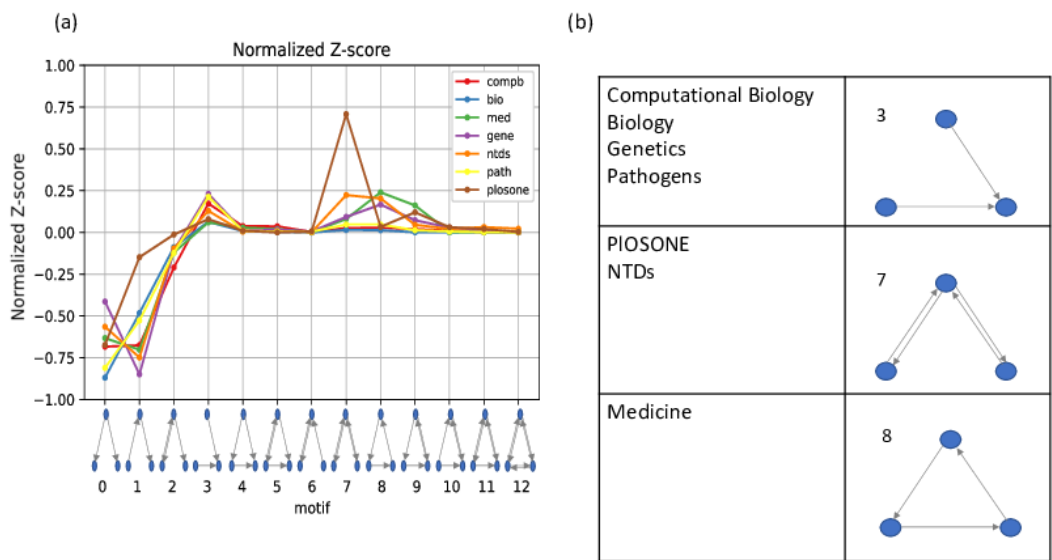 (a)
Normalized Z-score
1.00
0.75
0.50
0.25
0.00
−0.25
−0.50
−0.75
−1.00
Normalized Z-score
compb
bio
med
gene
ntds
path
plosone
0 1 2 3 4 5 6 7 8 9 10 11 12
motif
(b)
Computational Biology
Biology
Genetics
Pathogens
3
PlOSONE
NTDs
7
Medicine
8